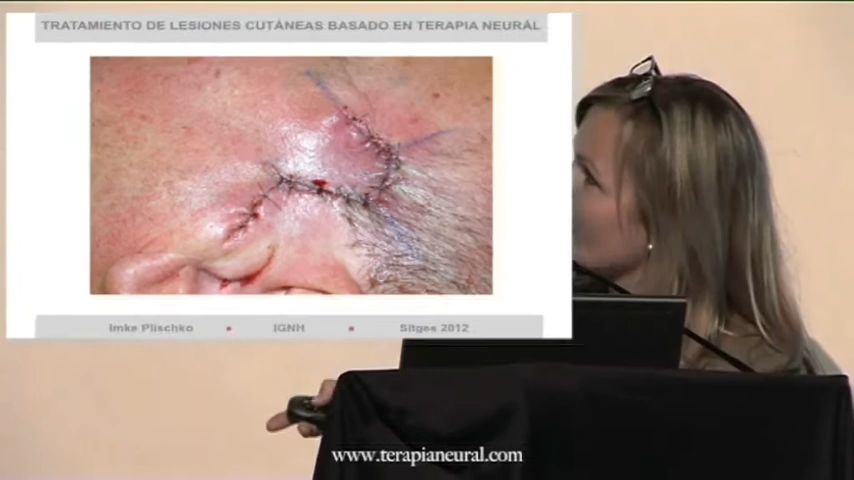 TRATAMIENTO DE LESIONES CUTÁNEAS BASADO EN TERAPIA NEURAL
Imke Plischko • IGNH • Sitges 2012
www.terapianeural.com